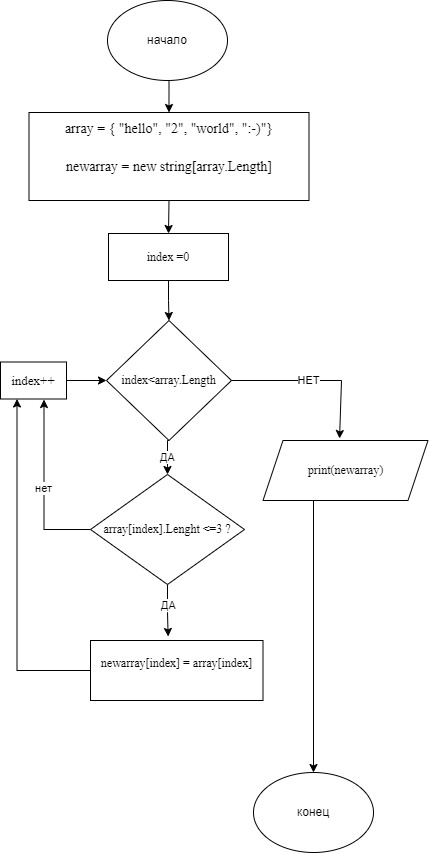 начало
array = { "hello", "2", "world", ":-)"}
newarray = new string[array.Length]
index =0
index++
index<array.Length
НЕТ
ДА
print(newarray)
нет
array[index].Lenght <=3 ?
ДА
newarray[index] = array[index]
конец